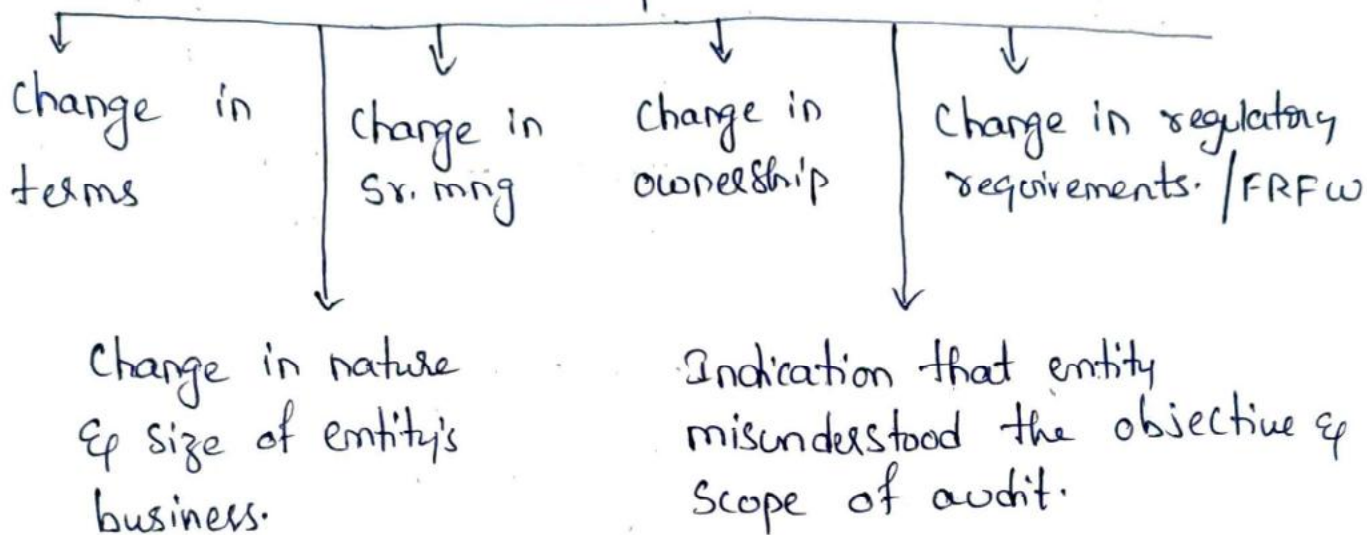 Change in
terms
Change in
Sr. mng
Change in
ownership
Change in regulatory
requirements. / FRFW
Change in nature
& size of entity's
business.
Indication that entity
misunderstood the objective &
Scope of audit.